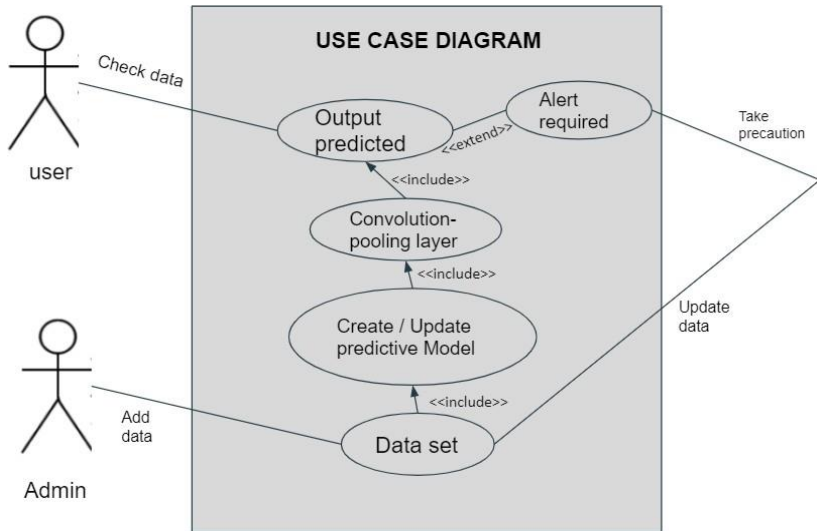 USE CASE DIAGRAM
Check data
user
Output
predicted
<<extend>>
Alert
required
Take
precaution
<<include>>
Convolution-
pooling layer
<<include>>
Create / Update
predictive Model
Update
data
<<include>>
Add
data
Data set
Admin